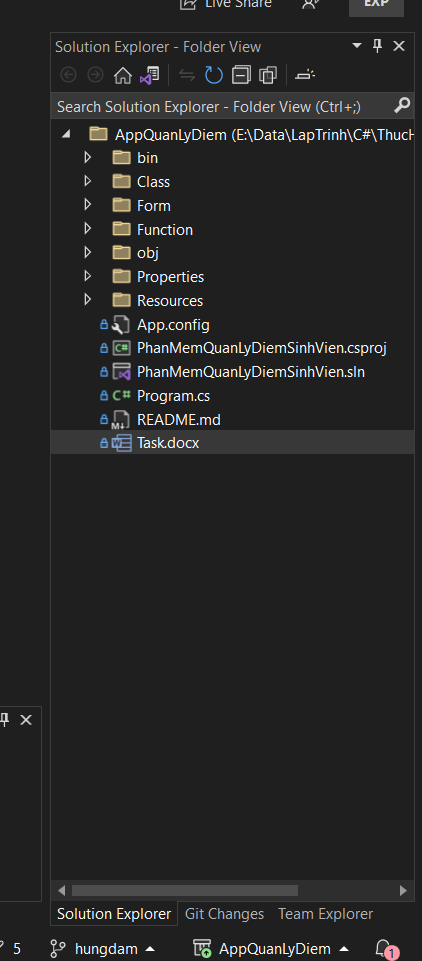 Live Share
EXP
Solution Explorer - Folder View
Search Solution Explorer - Folder View (Ctrl+;)
AppQuanLyDiem (E:\Data\LapTrinh\C#\ThucH
bin
Class
Form
Function
obj
Properties
Resources
App.config
C# PhanMemQuanLyDiemSinhVien.csproj
PhanMemQuanLyDiemSinhVien.sln
C# Program.cs
M↓ README.md
W Task.docx
Solution Explorer Git Changes Team Explorer
5 hungdam AppQuanLyDiem 1